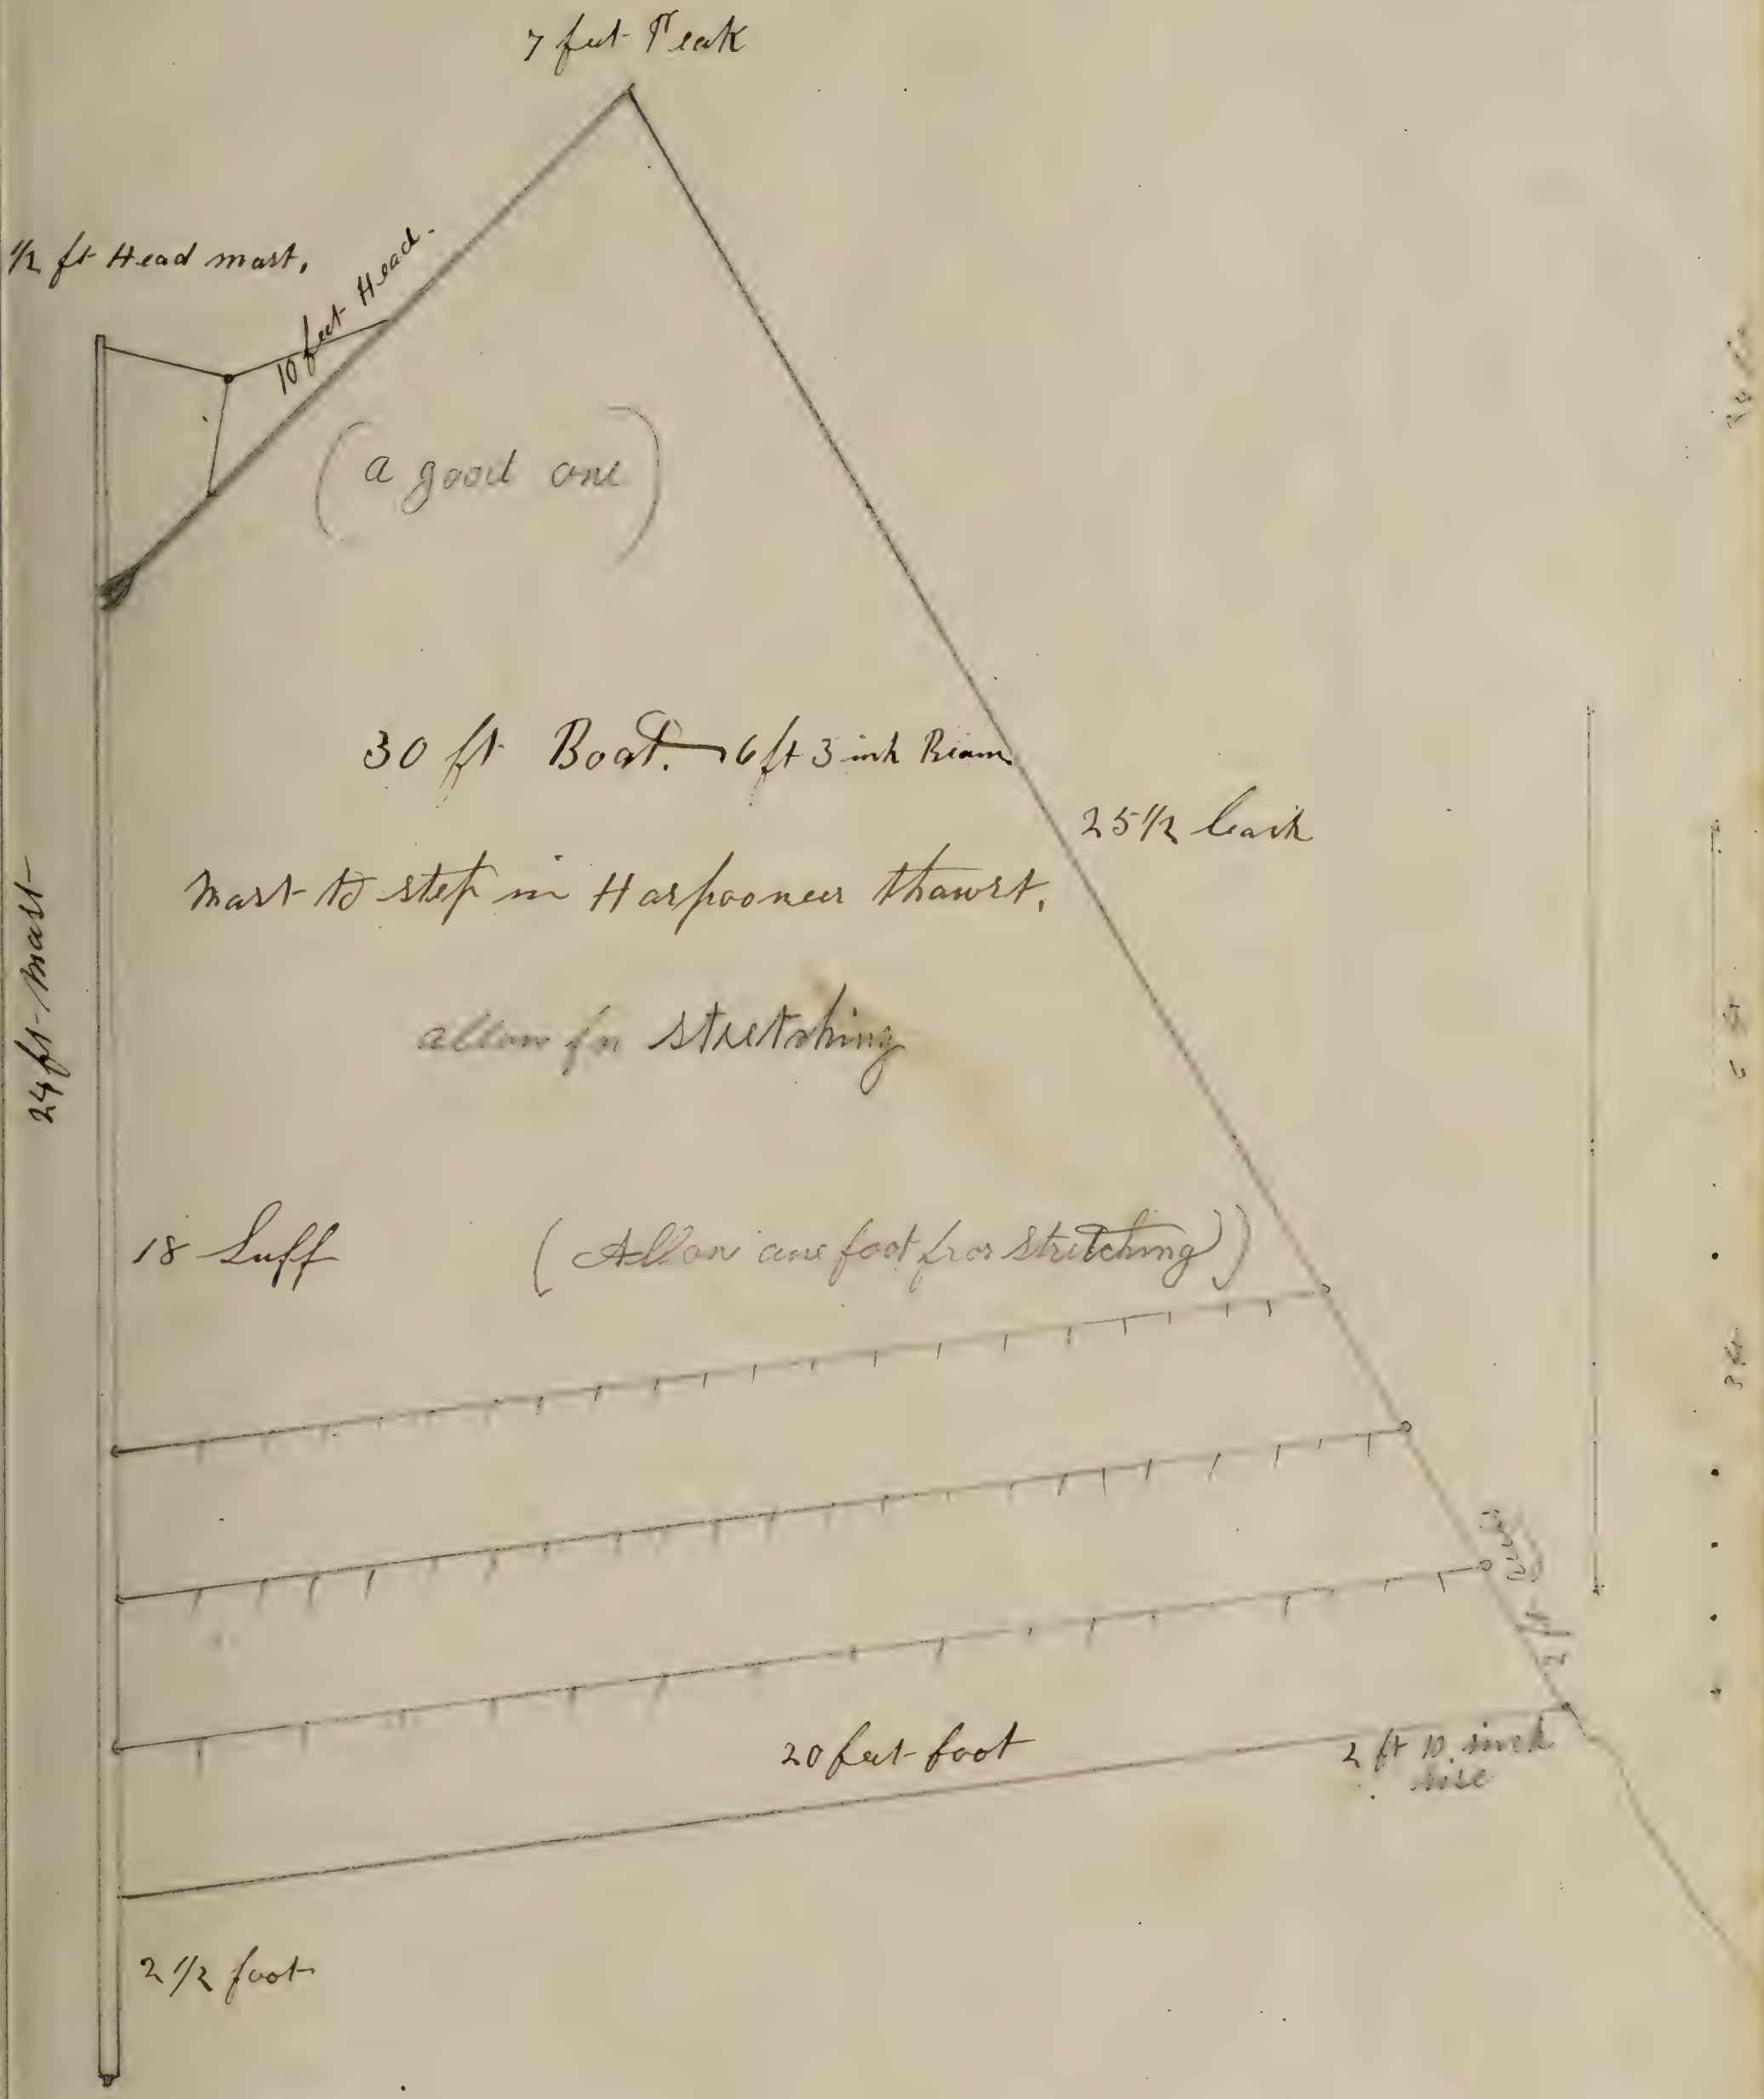 7 feet Peak
1/2 ft Head mast,
10 feet Head.
(a good one)
30 ft Boat. 6 ft 3 inch Beam
25 1/2 leach
mast to step in Harpooneer thawrt,
24 ft mast
allow for stretching
18 Luff
(Allow one foot for stretching)
2 ft
20 feet foot
2 ft 10 inch
rise
2 1/2 foot